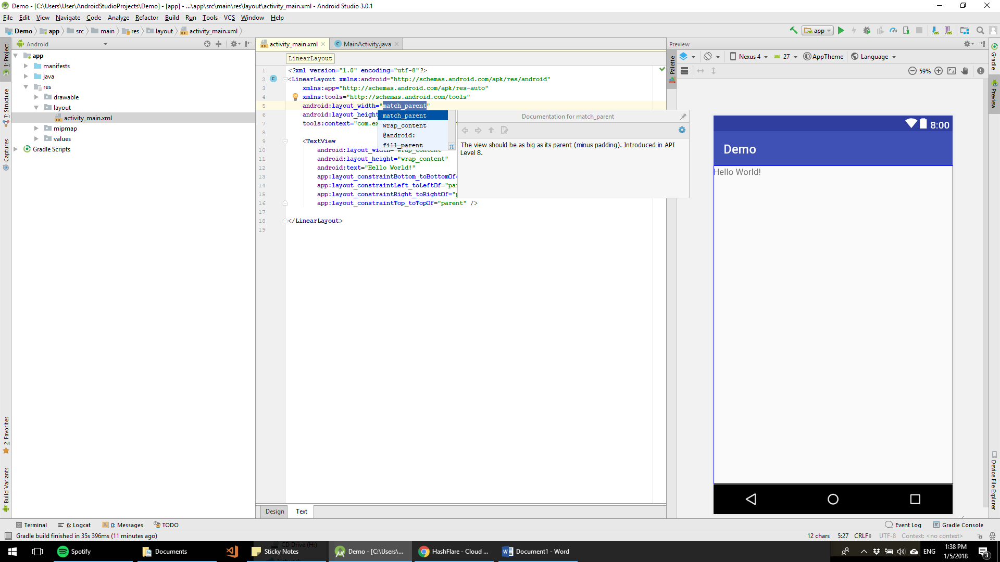 Demo - [C:\Users\User\AndroidStudioProjects\Demo] - [app] - ...\app\src\main\res\layout\activity_main.xml - Android Studio 3.0.1
File Edit View Navigate Code Analyze Refactor Build Run Tools VCS Window Help
Demo app src main res layout activity_main.xml
app
1: Project
7: Structure
Captures
2: Favorites
Build Variants
Android
app
manifests
java
res
drawable
layout
activity_main.xml
mipmap
values
Gradle Scripts
activity_main.xml MainActivity.java
LinearLayout
1 <?xml version="1.0" encoding="utf-8"?>
2 <LinearLayout xmlns:android="http://schemas.android.com/apk/res/android"
3 xmlns:app="http://schemas.android.com/apk/res-auto"
4 xmlns:tools="http://schemas.android.com/tools"
5 android:layout_width="match_parent"
6 android:layout_height
7 tools:context="com.ex
8
9 <TextView
10 android:layout_width="wrap_content"
11 android:layout_height="wrap_content"
12 android:text="Hello World!"
13 app:layout_constraintBottom_toBottomOf=
14 app:layout_constraintLeft_toLeftOf="par
15 app:layout_constraintRight_toRightOf="p
16 app:layout_constraintTop_toTopOf="parent" />
17
18 </LinearLayout>
19
match_parent
wrap_content
@android:
fill_parent
π
Documentation for match_parent
The view should be as big as its parent (minus padding). Introduced in API
Level 8.
Design Text
Preview
Palette
Nexus 4 27 AppTheme Language
59%
8:00
Demo
Hello World!
Gradle
Preview
Device File Explorer
Terminal 6: Logcat 0: Messages TODO
Event Log Gradle Console
Gradle build finished in 35s 396ms (11 minutes ago)
12 chars 5:27 CRLF UTF-8 Context: <no context>
CD Drive (H:)
Spotify Documents Sticky Notes Demo - [C:\Users\... HashFlare - Cloud ... Document1 - Word
ENG
1:38 PM
1/5/2018
3